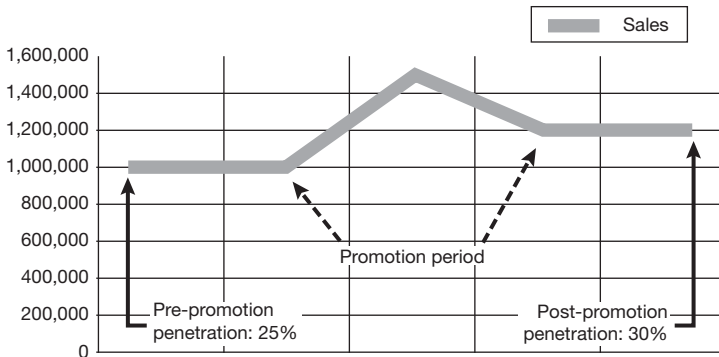 Sales
1,600,000
1,400,000
1,200,000
1,000,000
800,000
600,000
400,000
200,000
0
Promotion period
Pre-promotion
penetration: 25%
Post-promotion
penetration: 30%